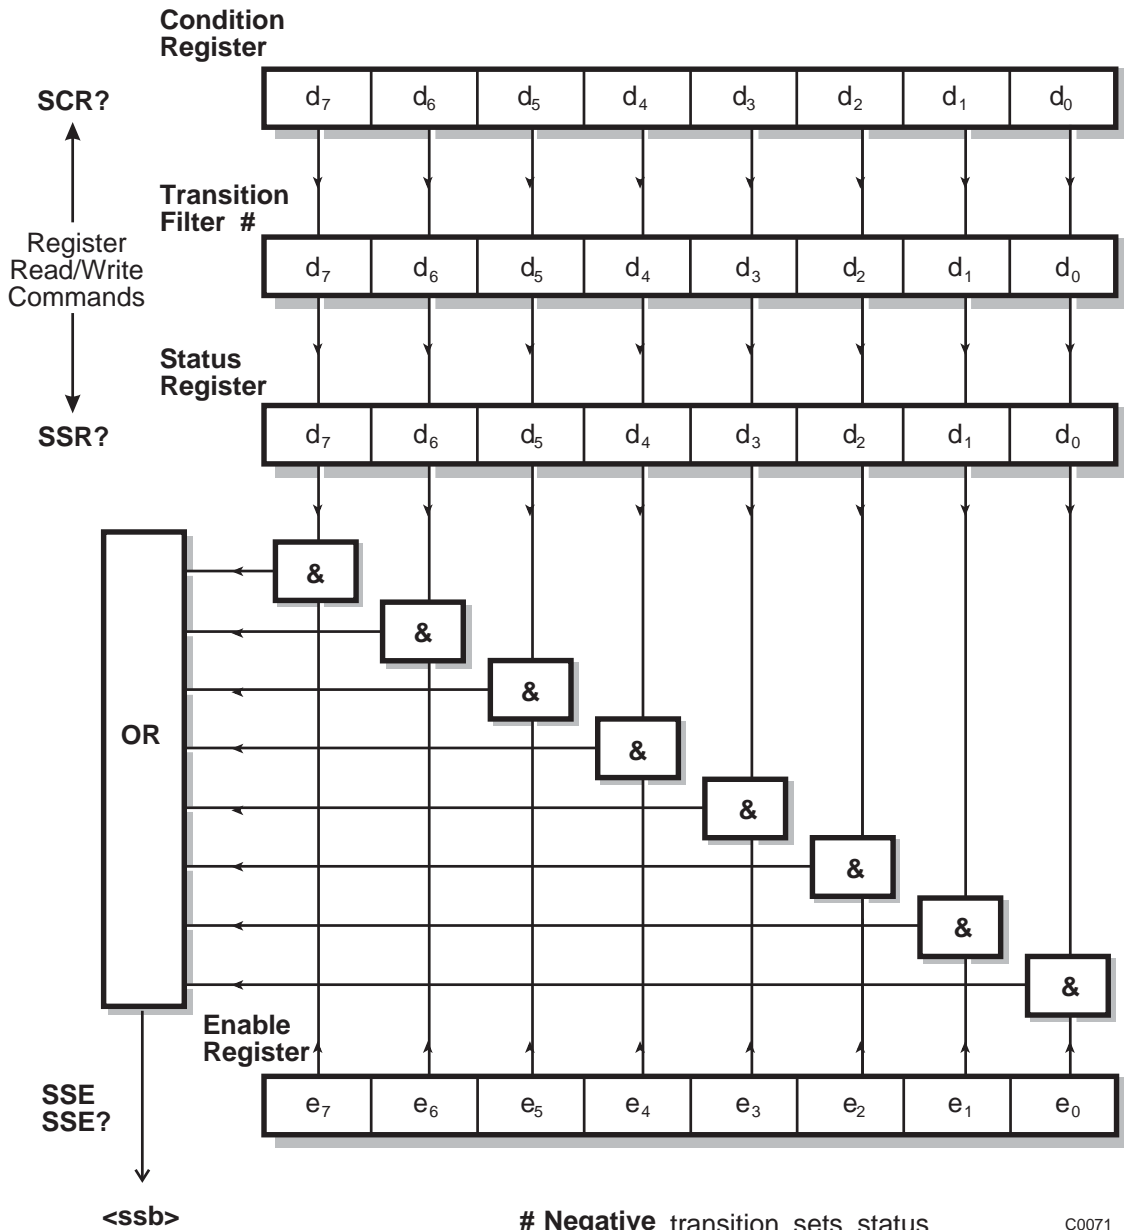 Condition
Register
SCR?
d7 d6 d5 d4 d3 d2 d1 d0
Transition
Filter #
Register
Read/Write
Commands
d7 d6 d5 d4 d3 d2 d1 d0
Status
Register
SSR?
d7 d6 d5 d4 d3 d2 d1 d0
&
&
&
&
&
&
&
&
OR
Enable
Register
SSE
SSE?
e7 e6 e5 e4 e3 e2 e1 e0
<ssb>
# Negative transition sets status
C0071